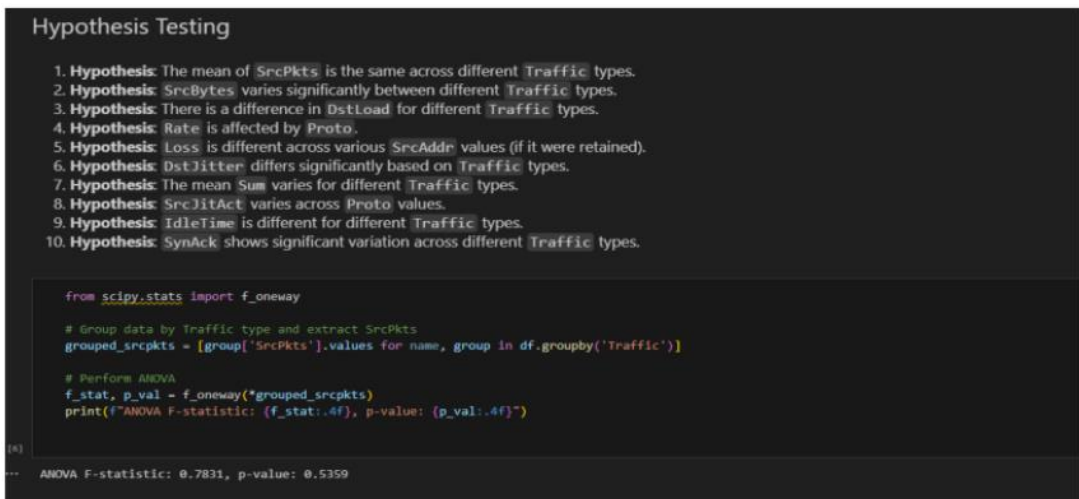 Hypothesis Testing
1. Hypothesis: The mean of SrcPkts is the same across different Traffic types.
2. Hypothesis: SrcBytes varies significantly between different Traffic types.
3. Hypothesis: There is a difference in DstLoad for different Traffic types.
4. Hypothesis: Rate is affected by Proto.
5. Hypothesis: Loss is different across various SrcAddr values (if it were retained).
6. Hypothesis: DstJitter differs significantly based on Traffic types.
7. Hypothesis: The mean Sum varies for different Traffic types.
8. Hypothesis: SrcJitAct varies across Proto values.
9. Hypothesis: IdleTime is different for different Traffic types.
10. Hypothesis: SynAck shows significant variation across different Traffic types.
from scipy.stats import f_oneway
# Group data by Traffic type and extract SrcPkts
grouped_srcpkts = [group['SrcPkts'].values for name, group in df.groupby('Traffic')]
# Perform ANOVA
f_stat, p_val = f_oneway(*grouped_srcpkts)
print(f"ANOVA F-statistic: {f_stat:.4f}, p-value: {p_val:.4f}")
[6]
... ANOVA F-statistic: 0.7831, p-value: 0.5359